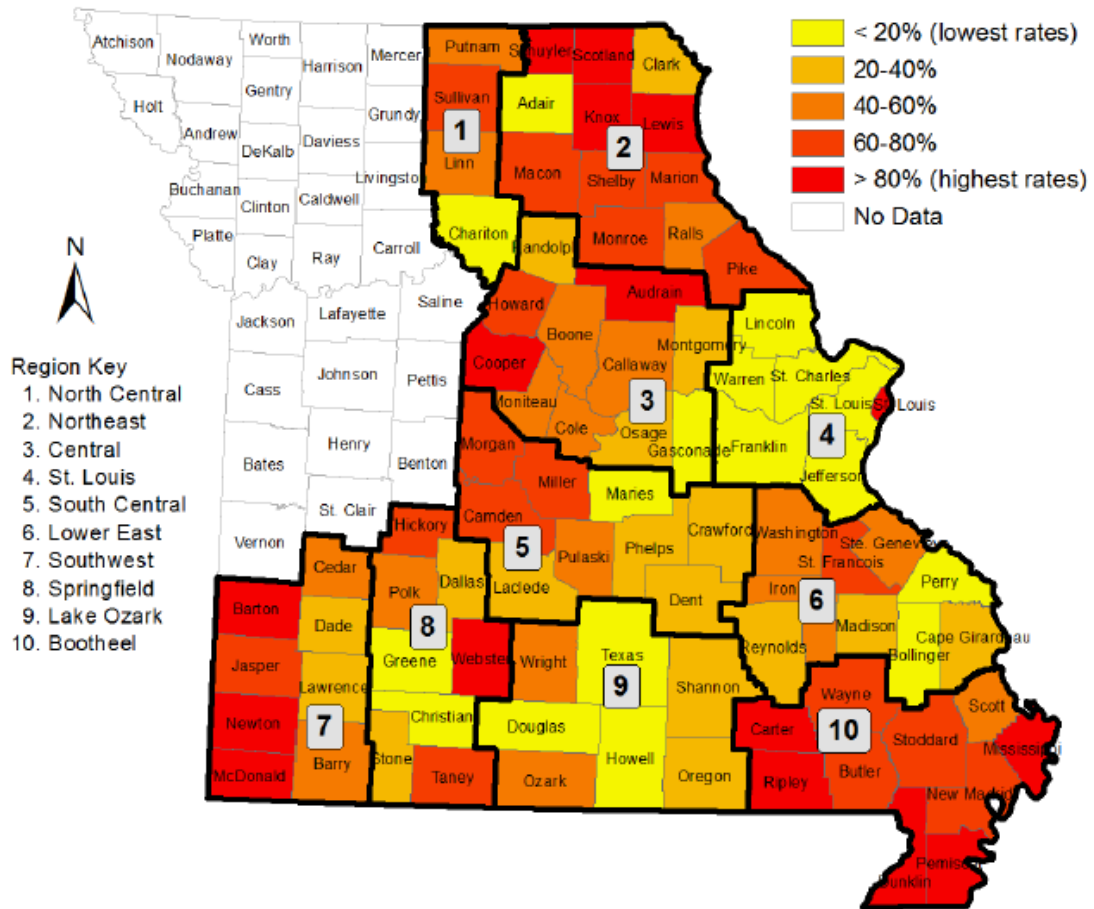 < 20% (lowest rates)
20-40%
40-60%
60-80%
> 80% (highest rates)
No Data
N
Region Key
1. North Central
2. Northeast
3. Central
4. St. Louis
5. South Central
6. Lower East
7. Southwest
8. Springfield
9. Lake Ozark
10. Bootheel
Atchison
Nodaway
Worth
Harrison
Mercer
Putnam
Schuyler
Scotland
Clark
Holt
Gentry
Grundy
Sullivan
Adair
Knox
Lewis
Andrew
DeKalb
Daviess
1
2
Linn
Livingston
Macon
Shelby
Marion
Buchanan
Clinton
Caldwell
Chariton
Randolph
Monroe
Ralls
Platte
Clay
Ray
Carroll
Pike
Saline
Howard
Audrain
Jackson
Lafayette
Boone
Montgomery
Lincoln
Cooper
Callaway
Cass
Johnson
Pettis
Moniteau
3
Warren
St. Charles
St. Louis
St. Louis
Cole
Osage
Gasconade
Franklin
4
Jefferson
Henry
Morgan
Bates
Benton
Miller
Maries
St. Clair
Camden
Crawford
Vernon
Hickory
5
Pulaski
Phelps
Washington
Ste. Genevieve
St. Francois
Cedar
Dallas
Laclede
Dent
Iron
6
Perry
Barton
Polk
8
Dade
Madison
Reynolds
Cape Girardeau
Bollinger
Jasper
Greene
Webster
Wright
Texas
9
Shannon
Lawrence
Wayne
Scott
Newton
7
Christian
Douglas
Carter
10
Stoddard
Mississippi
McDonald
Barry
Stone
Taney
Ozark
Howell
Oregon
Ripley
Butler
New Madrid
Pemiscot
Dunklin